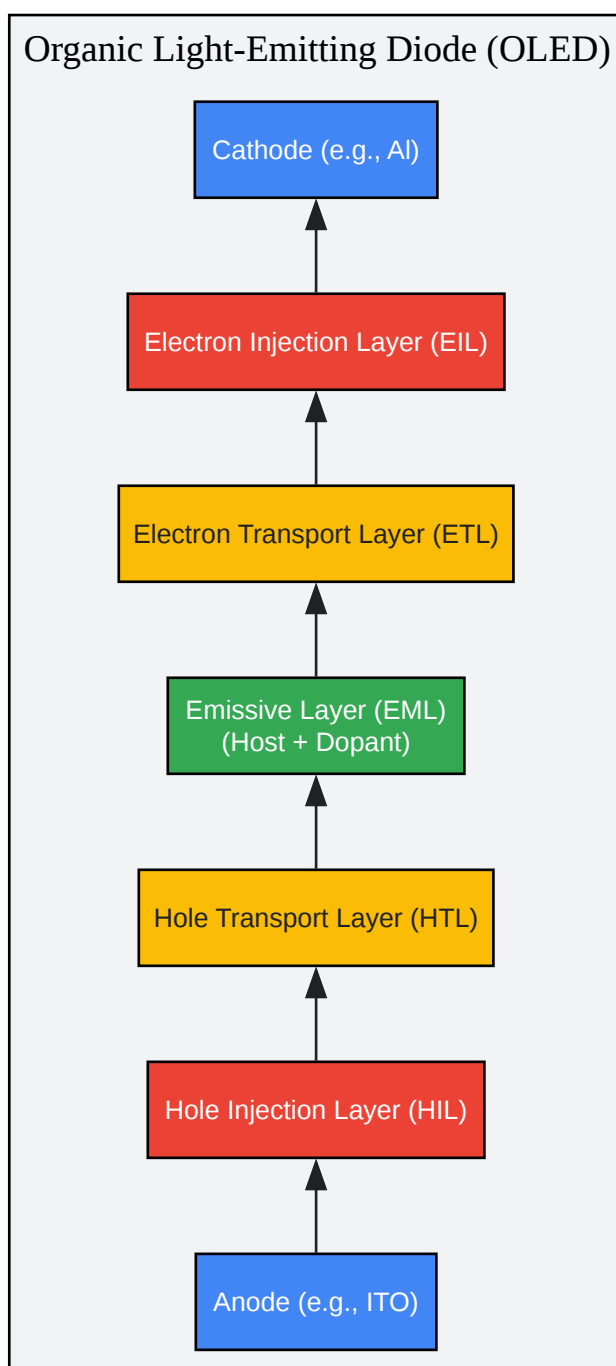 Organic Light-Emitting Diode (OLED)
Cathode (e.g., Al)
Electron Injection Layer (EIL)
Electron Transport Layer (ETL)
Emissive Layer (EML)
(Host + Dopant)
Hole Transport Layer (HTL)
Hole Injection Layer (HIL)
Anode (e.g., ITO)